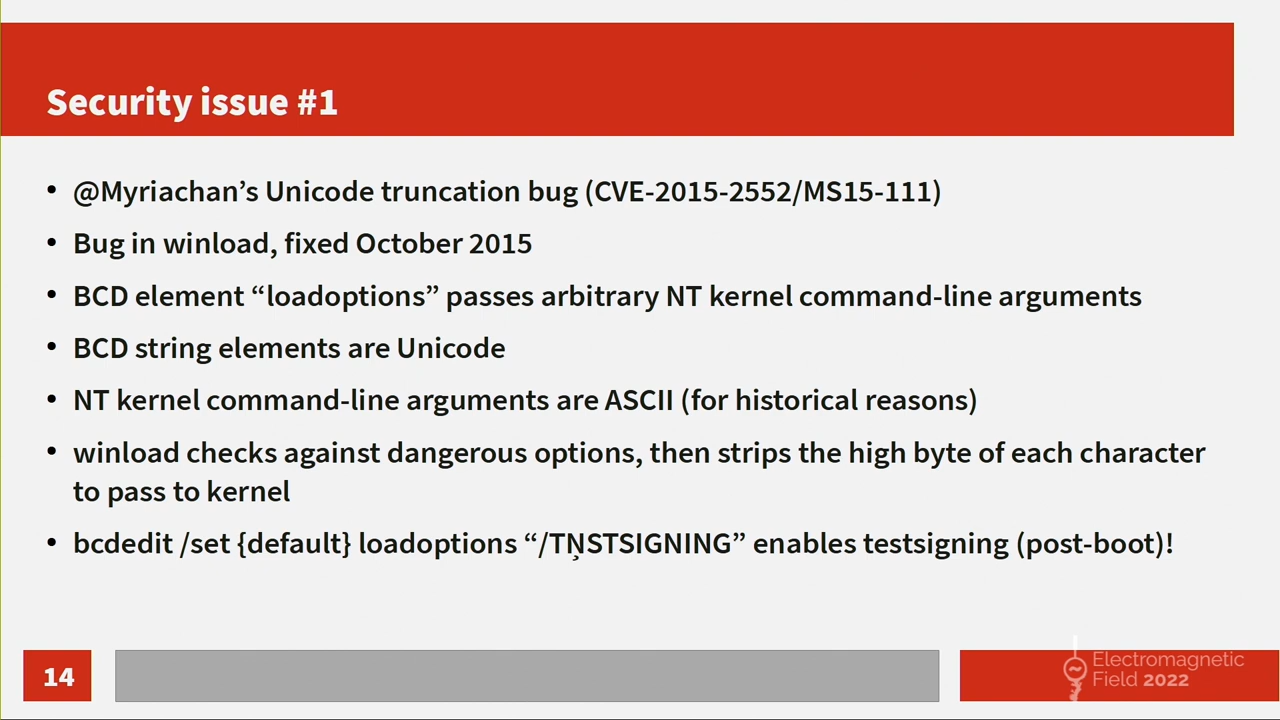 Security issue #1
• @Myriachan’s Unicode truncation bug (CVE-2015-2552/MS15-111)
• Bug in winload, fixed October 2015
• BCD element “loadoptions” passes arbitrary NT kernel command-line arguments
• BCD string elements are Unicode
• NT kernel command-line arguments are ASCII (for historical reasons)
• winload checks against dangerous options, then strips the high byte of each character
to pass to kernel
• bcdedit /set {default} loadoptions “/TŅSTSIGNING” enables testsigning (post-boot)!
14
Electromagnetic
Field 2022